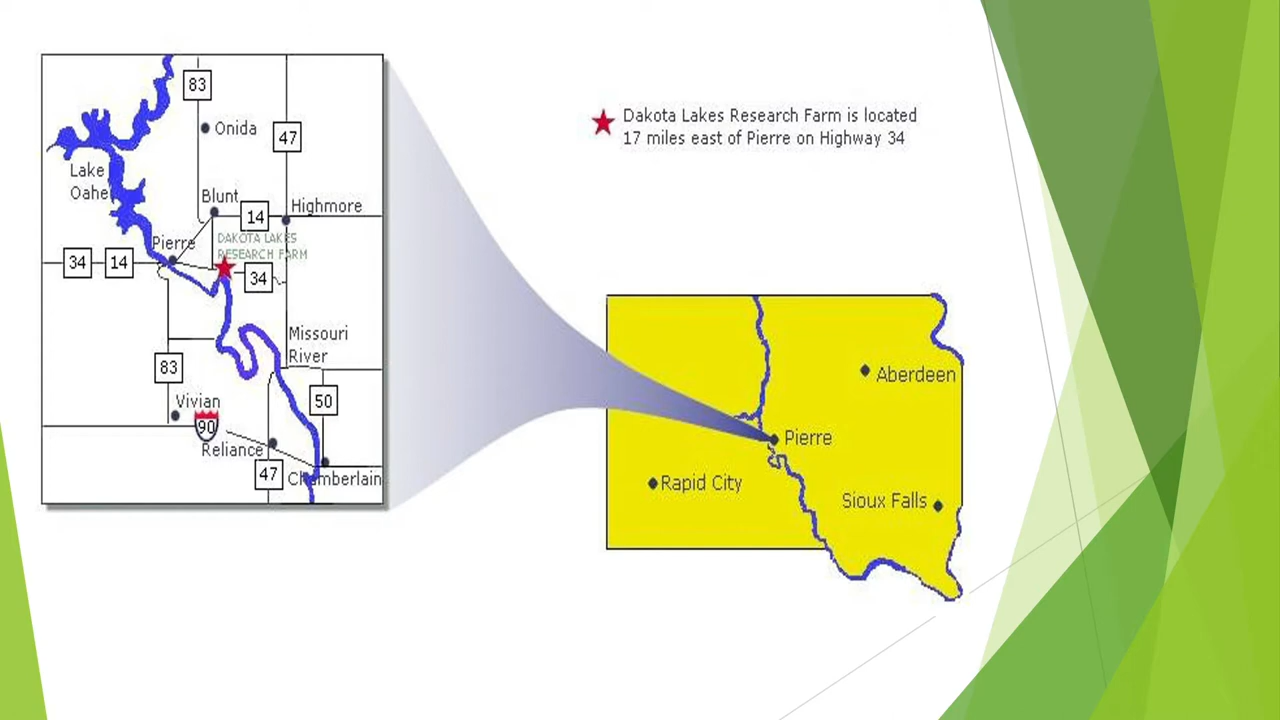 83
Onida
47
Lake
Oahe
Blunt
14
Highmore
DAKOTA LAKES
RESEARCH FARM
Pierre
34
14
34
Missouri
River
83
50
Vivian
90
Reliance
47
Chamberlain
Dakota Lakes Research Farm is located
17 miles east of Pierre on Highway 34
Aberdeen
Pierre
Rapid City
Sioux Falls